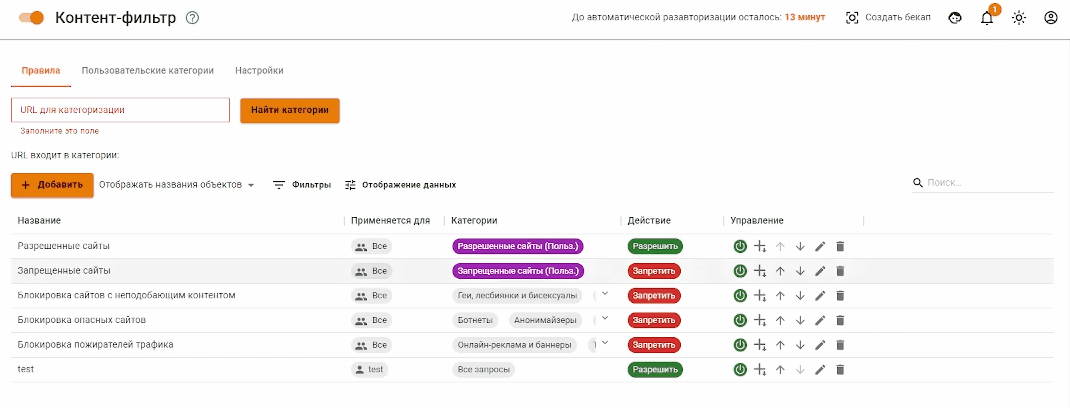 Контент-фильтр ? До автоматической разавторизации осталось: 13 минут Создать бекап 1
Правила Пользовательские категории Настройки
URL для категоризации Найти категории
Заполните это поле
URL входит в категории:
+ Добавить Отображать названия объектов Фильтры Отображение данных Поиск...
Название Применяется для Категории Действие Управление
Разрешенные сайты Все Разрешенные сайты (Польз.) Разрешить
Запрещенные сайты Все Запрещенные сайты (Польз.) Запретить
Блокировка сайтов с неподобающим контентом Все Геи, лесбиянки и бисексуалы Запретить
Блокировка опасных сайтов Все Ботнеты Анонимайзеры Запретить
Блокировка пожирателей трафика Все Онлайн-реклама и баннеры Запретить
test test Все запросы Разрешить